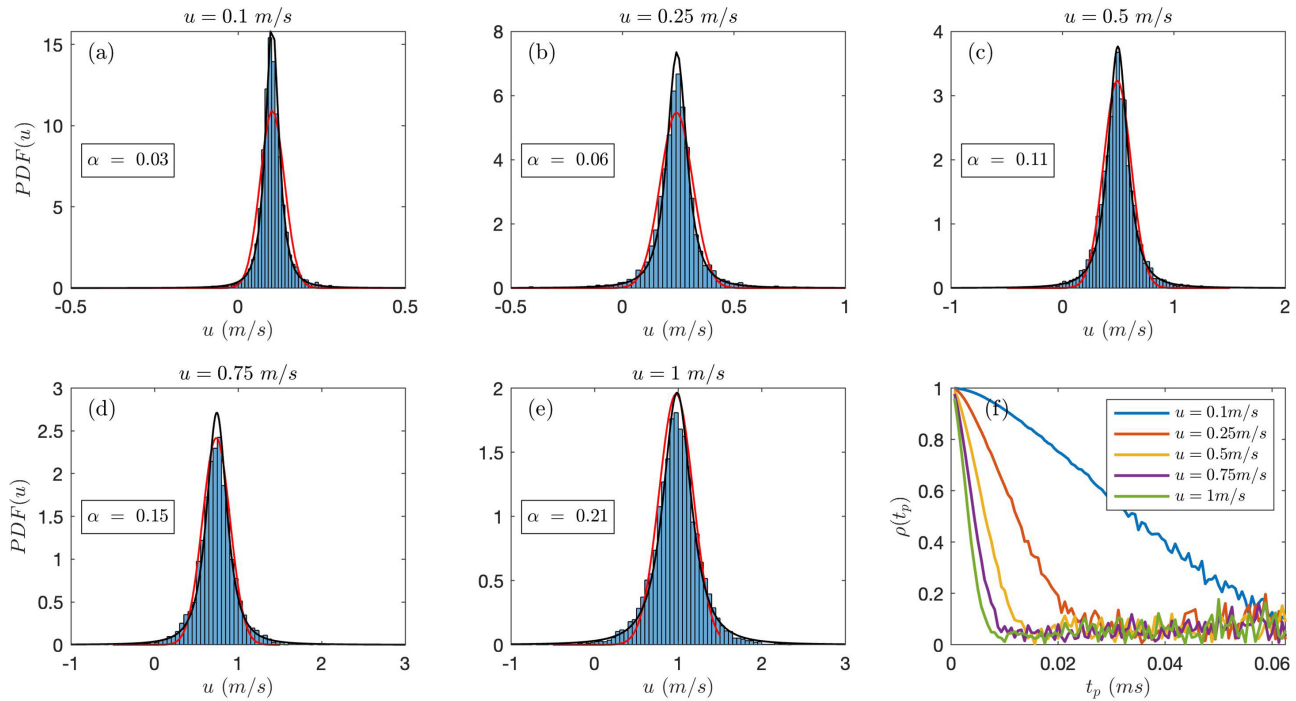 u = 0.1 m/s
(a)
α = 0.03
PDF(u)
15
10
5
0
-0.5
0
0.5
u (m/s)
u = 0.25 m/s
(b)
α = 0.06
8
6
4
2
0
-0.5
0
0.5
1
u (m/s)
u = 0.5 m/s
(c)
α = 0.11
4
3
2
1
0
-1
0
1
2
u (m/s)
u = 0.75 m/s
(d)
α = 0.15
PDF(u)
3
2.5
2
1.5
1
0.5
0
-1
0
1
2
3
u (m/s)
u = 1 m/s
(e)
α = 0.21
2
1.5
1
0.5
0
-1
0
1
2
3
u (m/s)
(f)
u = 0.1m/s
u = 0.25m/s
u = 0.5m/s
u = 0.75m/s
u = 1m/s
ρ(tₚ)
1
0.8
0.6
0.4
0.2
0
0
0.02
0.04
0.06
tₚ (ms)